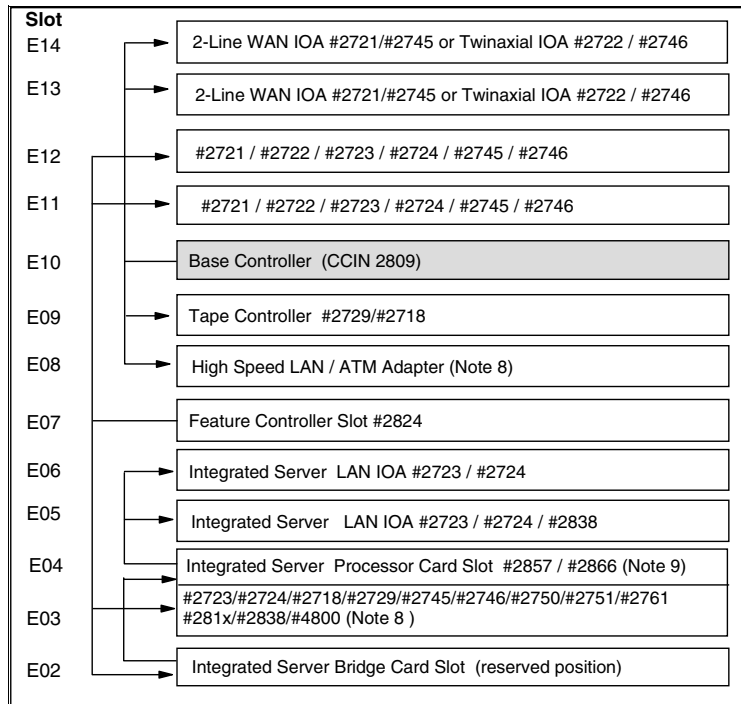 Slot
E14 2-Line WAN IOA #2721/#2745 or Twinaxial IOA #2722 / #2746
E13 2-Line WAN IOA #2721/#2745 or Twinaxial IOA #2722 / #2746
E12 #2721 / #2722 / #2723 / #2724 / #2745 / #2746
E11 #2721 / #2722 / #2723 / #2724 / #2745 / #2746
E10 Base Controller (CCIN 2809)
E09 Tape Controller #2729/#2718
E08 High Speed LAN / ATM Adapter (Note 8)
E07 Feature Controller Slot #2824
E06 Integrated Server LAN IOA #2723 / #2724
E05 Integrated Server LAN IOA #2723 / #2724 / #2838
E04 Integrated Server Processor Card Slot #2857 / #2866 (Note 9)
#2723/#2724/#2718/#2729/#2745/#2746/#2750/#2751/#2761
E03 #281x/#2838/#4800 (Note 8 )
E02 Integrated Server Bridge Card Slot (reserved position)